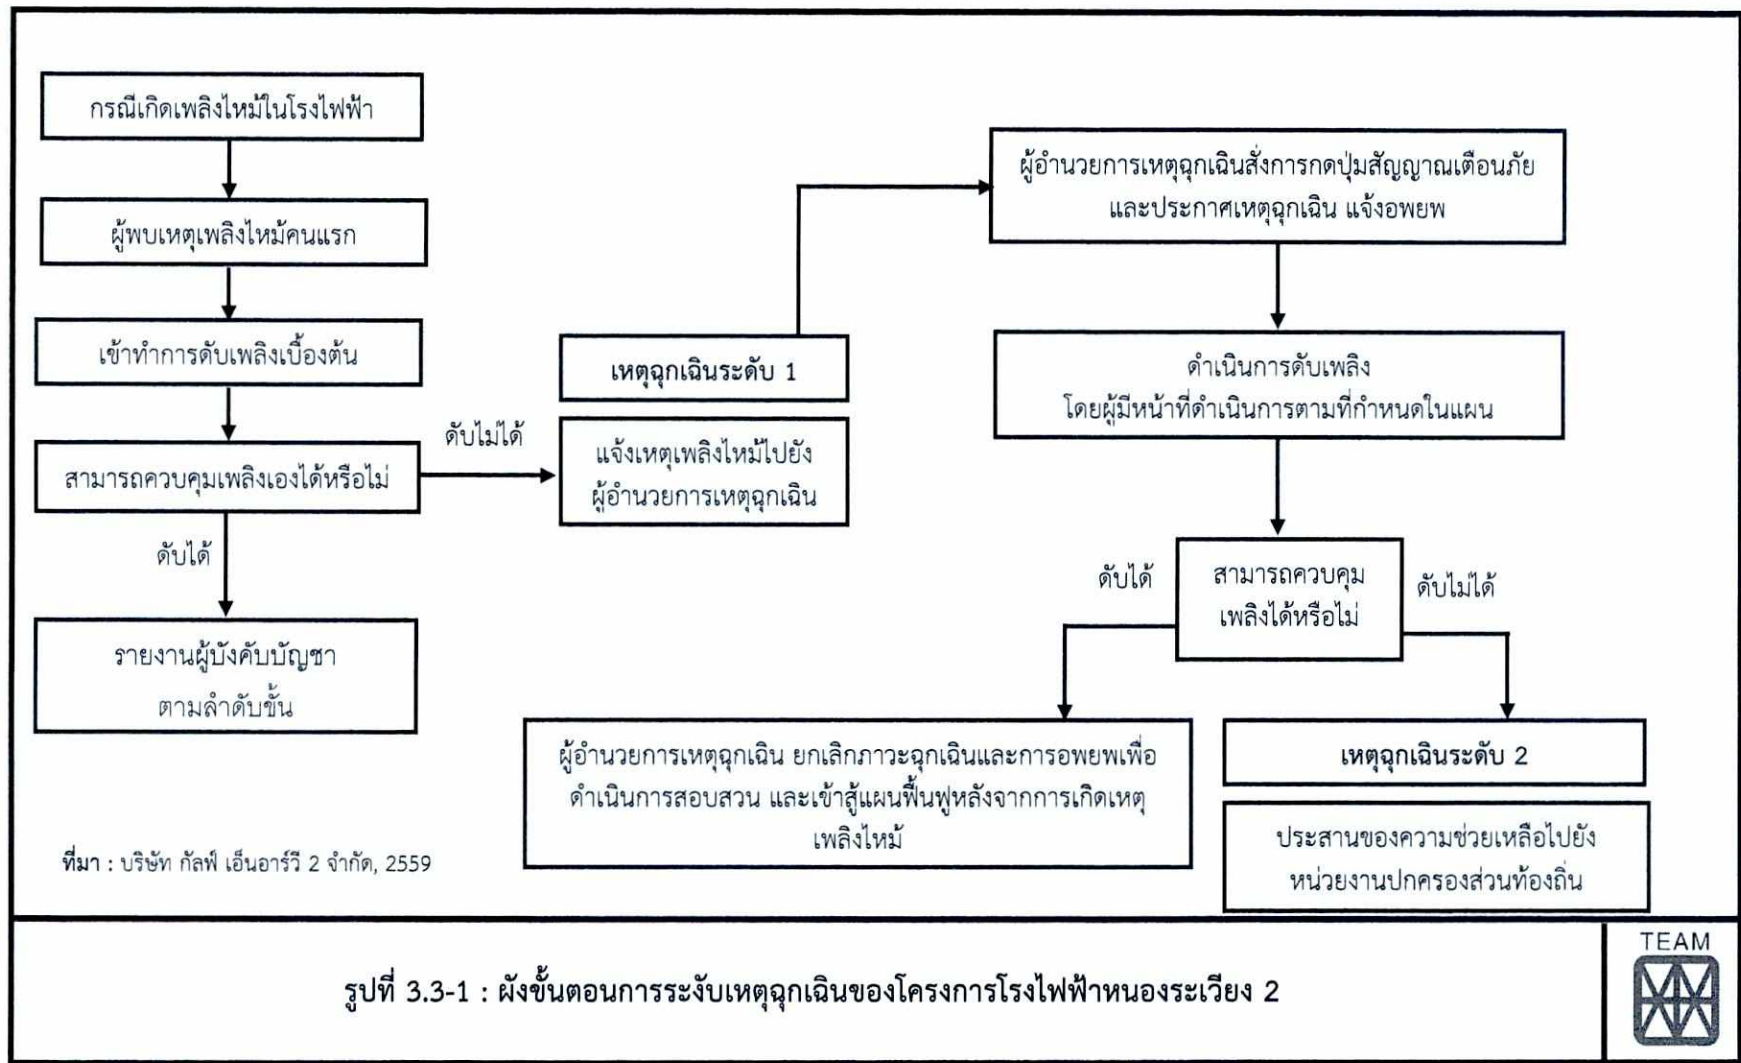 กรณีเกิดเพลิงไหม้ในโรงไฟฟ้า
ผู้พบเหตุเพลิงไหม้คนแรก
เข้าทำการดับเพลิงเบื้องต้น
สามารถควบคุมเพลิงเองได้หรือไม่
ดับไม่ได้
ดับได้
รายงานผู้บังคับบัญชา
ตามลำดับขั้น
เหตุฉุกเฉินระดับ 1
แจ้งเหตุเพลิงไหม้ไปยัง
ผู้อำนวยการเหตุฉุกเฉิน
ผู้อำนวยการเหตุฉุกเฉินสั่งการกดปุ่มสัญญาณเตือนภัย
และประกาศเหตุฉุกเฉิน แจ้งอพยพ
ดำเนินการดับเพลิง
โดยผู้มีหน้าที่ดำเนินการตามที่กำหนดในแผน
สามารถควบคุม
เพลิงได้หรือไม่
ดับได้
ดับไม่ได้
ผู้อำนวยการเหตุฉุกเฉิน ยกเลิกภาวะฉุกเฉินและการอพยพเพื่อ
ดำเนินการสอบสวน และเข้าสู้แผนฟื้นฟูหลังจากการเกิดเหตุ
เพลิงไหม้
เหตุฉุกเฉินระดับ 2
ประสานของความช่วยเหลือไปยัง
หน่วยงานปกครองส่วนท้องถิ่น
ที่มา : บริษัท กัลฟ์ เอ็นอาร์วี 2 จำกัด, 2559
รูปที่ 3.3-1 : ผังขั้นตอนการระงับเหตุฉุกเฉินของโครงการโรงไฟฟ้าหนองระเวียง 2
TEAM